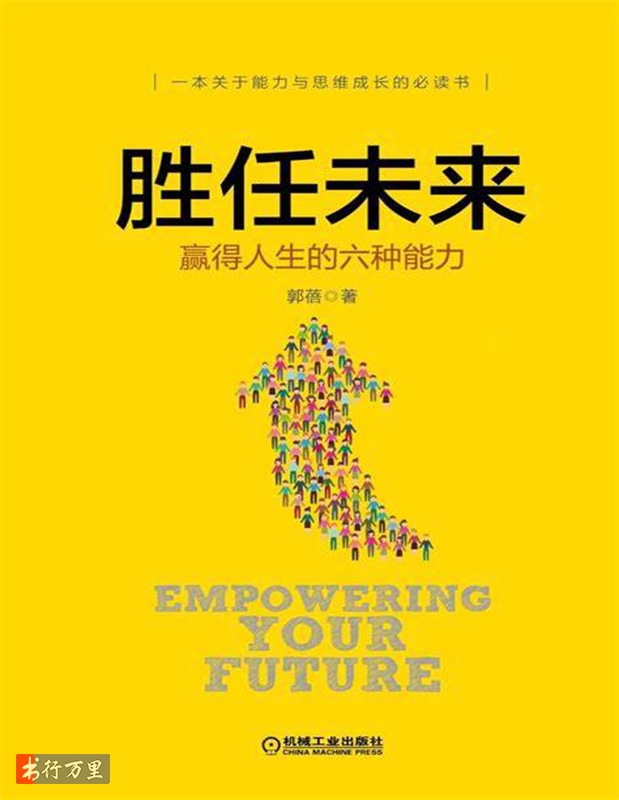 | 一本关于能力与思维成长的必读书 |
胜任未来
赢得人生的六种能力
郭蓓◎著
EMPOWERING
YOUR
FUTURE
机械工业出版社
CHINA MACHINE PRESS
书行万里